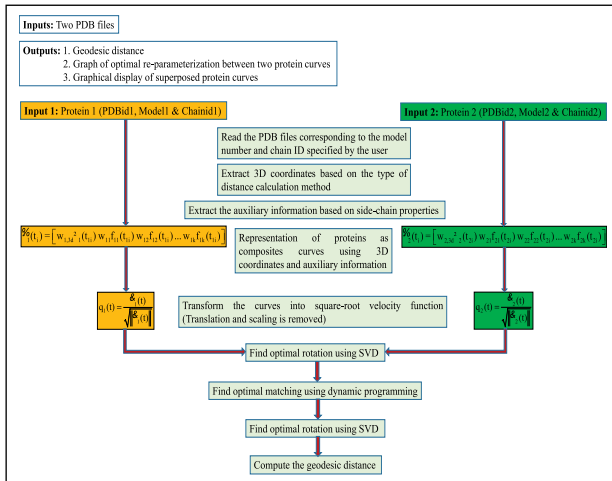 Inputs: Two PDB files
Outputs: 1. Geodesic distance
2. Graph of optimal re-parameterization between two protein curves
3. Graphical display of superposed protein curves
Input 1: Protein 1 (PDBid1, Model1 & Chainid1)
Input 2: Protein 2 (PDBid2, Model2 & Chainid2)
Read the PDB files corresponding to the model
number and chain ID specified by the user
Extract 3D coordinates based on the type of
distance calculation method
Extract the auxiliary information based on side-chain properties
Representation of proteins as
composites curves using 3D
coordinates and auxiliary information
Transform the curves into square-root velocity function
(Translation and scaling is removed)
Find optimal rotation using SVD
Find optimal matching using dynamic programming
Find optimal rotation using SVD
Compute the geodesic distance